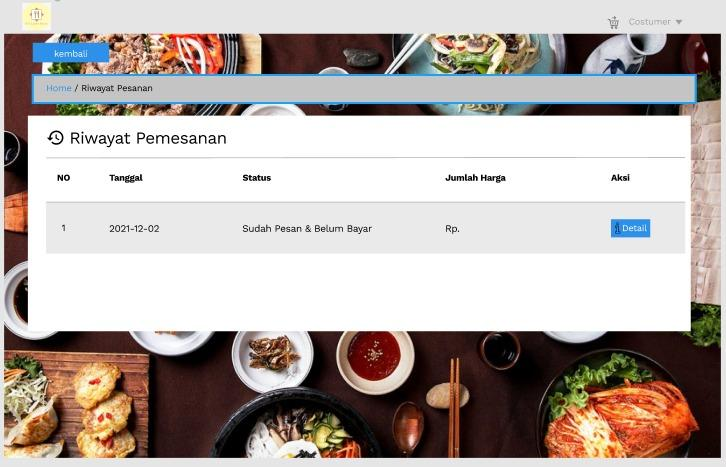 Costumer
kembali
Home / Riwayat Pesanan
Riwayat Pemesanan
NO Tanggal Status Jumlah Harga Aksi
1 2021-12-02 Sudah Pesan & Belum Bayar Rp. Detail